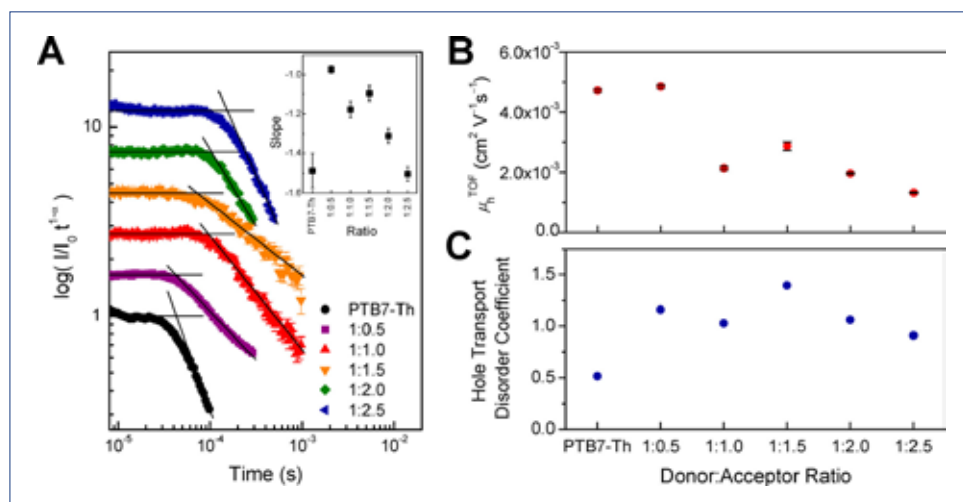 A
10
1
log( I/I₀ t¹⁻ᵅ)
10⁻⁵
10⁻⁴
10⁻³
10⁻²
Time (s)
PTB7-Th
1:0.5
1:1.0
1:1.5
1:2.0
1:2.5
-1.0
-1.2
-1.4
-1.6
Slope
PTB7-Th
1:0.5
1:1.0
1:1.5
1:2.0
1:2.5
Ratio
B
6.0x10⁻³
4.0x10⁻³
2.0x10⁻³
0.0
μₕᵀᴼᶠ (cm² V⁻¹s⁻¹)
C
1.5
1.0
0.5
0.0
Hole Transport
Disorder Coefficient
PTB7-Th 1:0.5 1:1.0 1:1.5 1:2.0 1:2.5
Donor:Acceptor Ratio